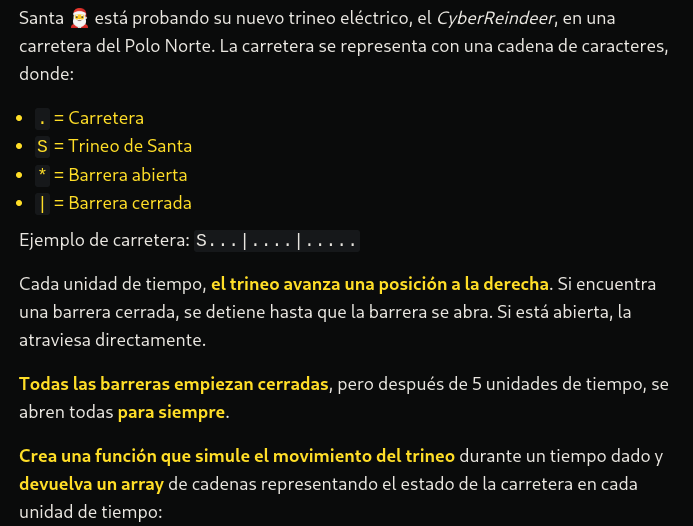 Santa 🎅 está probando su nuevo trineo eléctrico, el CyberReindeer, en una
carretera del Polo Norte. La carretera se representa con una cadena de caracteres,
donde:
• . = Carretera
• S = Trineo de Santa
• * = Barrera abierta
• | = Barrera cerrada
Ejemplo de carretera: S...|....|.....
Cada unidad de tiempo, el trineo avanza una posición a la derecha. Si encuentra
una barrera cerrada, se detiene hasta que la barrera se abra. Si está abierta, la
atraviesa directamente.
Todas las barreras empiezan cerradas, pero después de 5 unidades de tiempo, se
abren todas para siempre.
Crea una función que simule el movimiento del trineo durante un tiempo dado y
devuelva un array de cadenas representando el estado de la carretera en cada
unidad de tiempo: